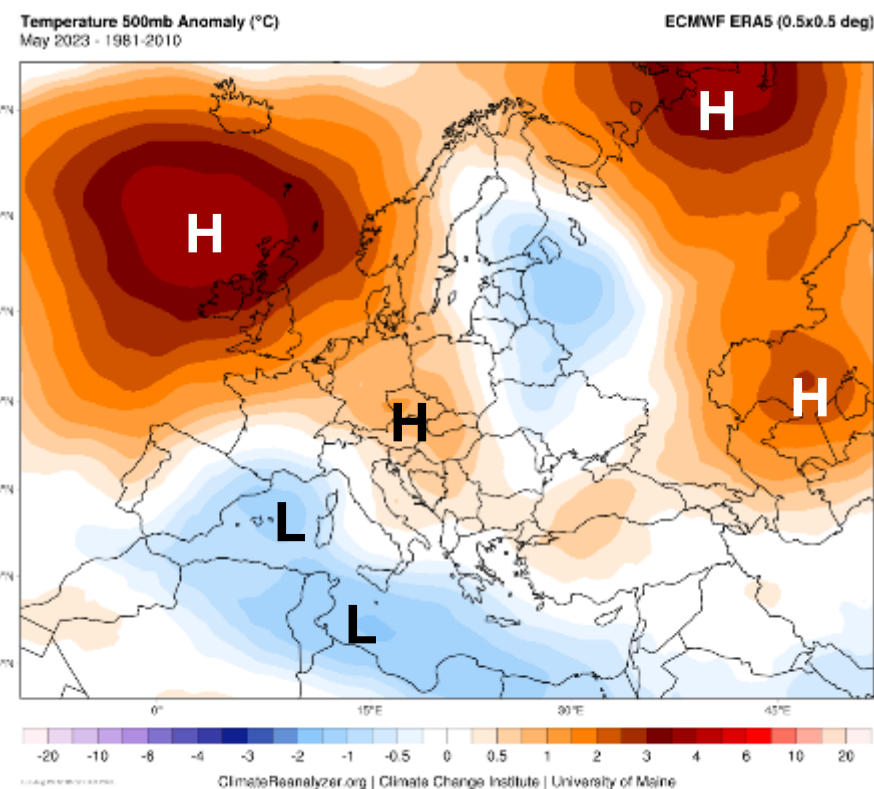 Temperature 500mb Anomaly (°C)
ECMWF ERA5 (0.5x0.5 deg)
May 2023 - 1981-2010
H
H
H
H
L
L
0°
15°E
30°E
45°E
-20 -10 -6 -4 -3 -2 -1 -0.5 0 0.5 1 2 3 4 6 10 20
ClimateReanalyzer.org | Climate Change Institute | University of Maine